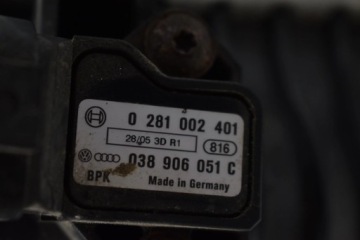 0 281 002 401
28/05 3D R1 816
038 906 051 C
BPK Made in Germany